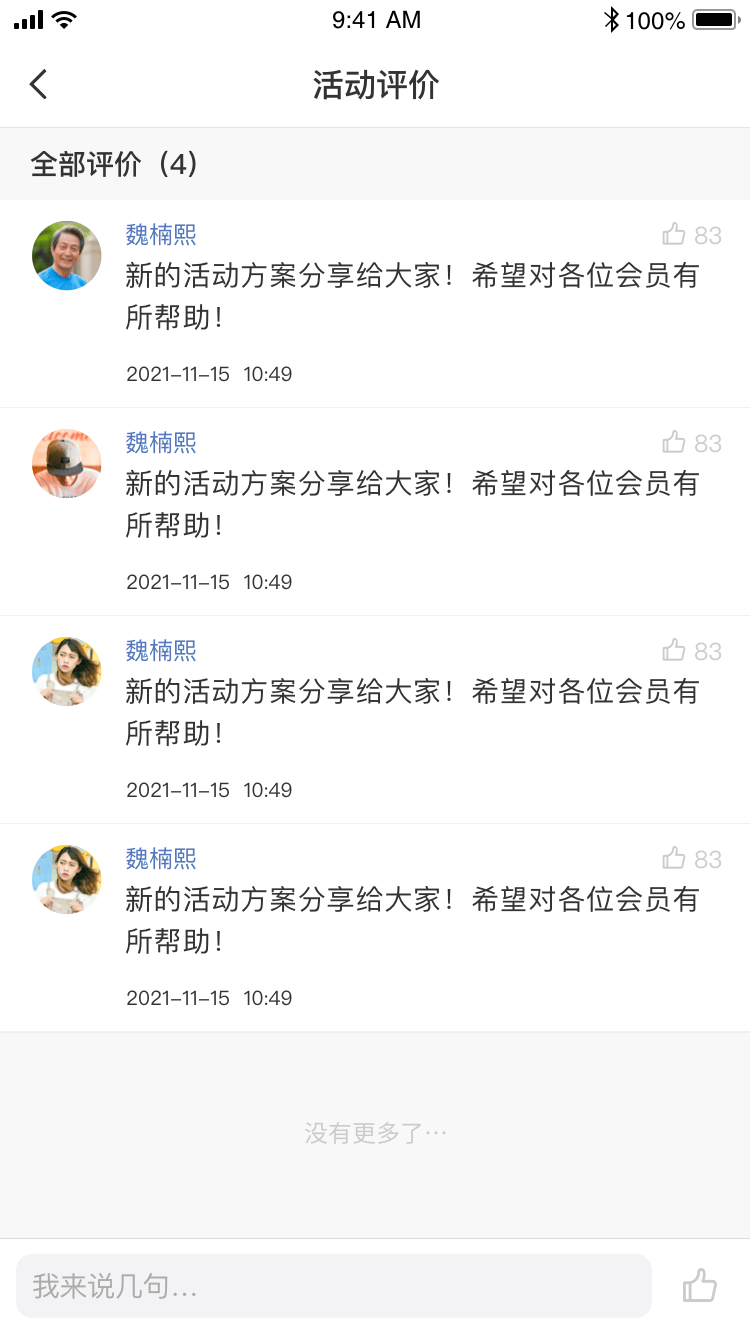 9:41 AM
100%
活动评价
全部评价（4）
魏楠熙
83
新的活动方案分享给大家！希望对各位会员有
所帮助！
2021-11-15 10:49
魏楠熙
83
新的活动方案分享给大家！希望对各位会员有
所帮助！
2021-11-15 10:49
魏楠熙
83
新的活动方案分享给大家！希望对各位会员有
所帮助！
2021-11-15 10:49
魏楠熙
83
新的活动方案分享给大家！希望对各位会员有
所帮助！
2021-11-15 10:49
没有更多了…
我来说几句…